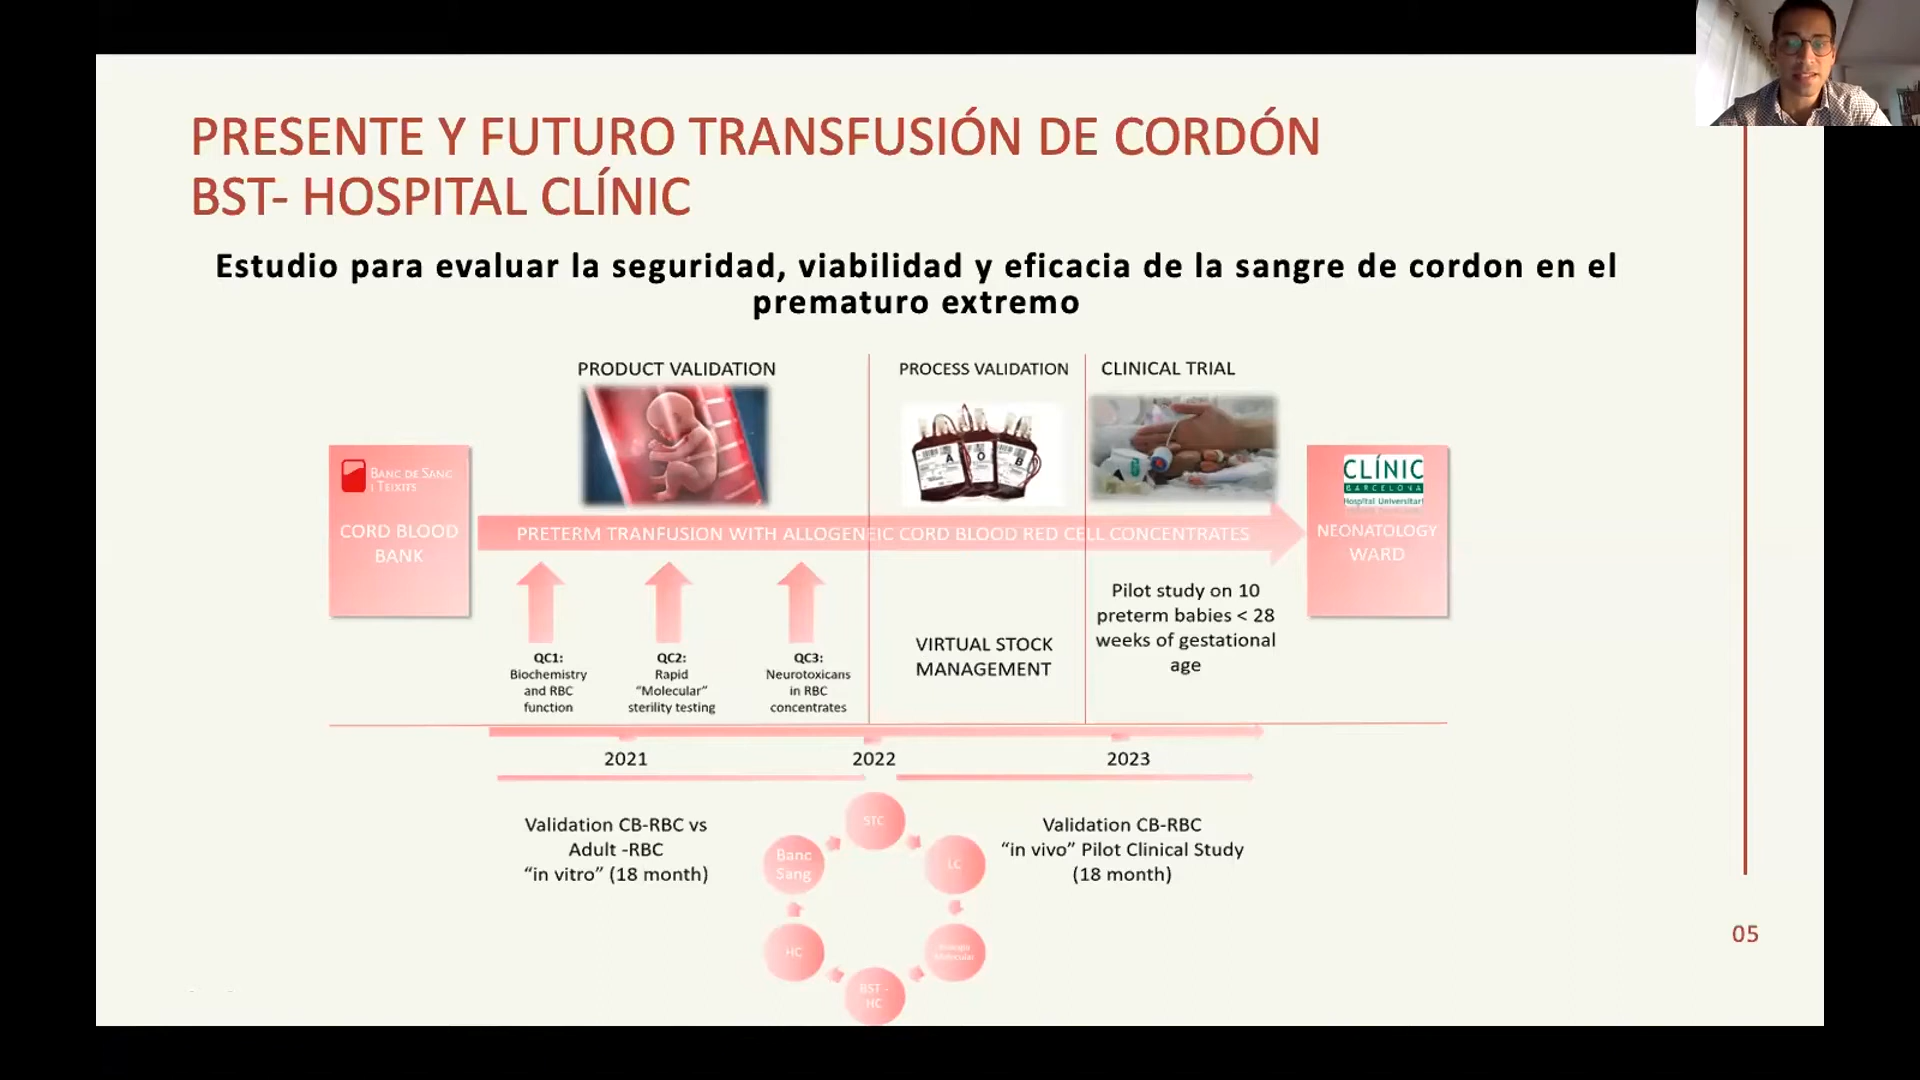 PRESENTE Y FUTURO TRANSFUSIÓN DE CORDÓN
BST- HOSPITAL CLÍNIC
Estudio para evaluar la seguridad, viabilidad y eficacia de la sangre de cordon en el
prematuro extremo
PRODUCT VALIDATION
PROCESS VALIDATION
CLINICAL TRIAL
BANC DE SANG
I TEIXITS
CORD BLOOD
BANK
A
O
B
CLÍNIC
BARCELONA
Hospital Universitari
NEONATOLOGY
WARD
PRETERM TRANFUSION WITH ALLOGENEIC CORD BLOOD RED CELL CONCENTRATES
QC1:
Biochemistry
and RBC
function
QC2:
Rapid
“Molecular”
sterility testing
QC3:
Neurotoxicans
in RBC
concentrates
VIRTUAL STOCK
MANAGEMENT
Pilot study on 10
preterm babies < 28
weeks of gestational
age
2021
2022
2023
Validation CB-RBC vs
Adult -RBC
“in vitro” (18 month)
Validation CB-RBC
“in vivo” Pilot Clinical Study
(18 month)
STC
LC
Biología
Molecular
BST -
HC
HC
Banc
Sang
05